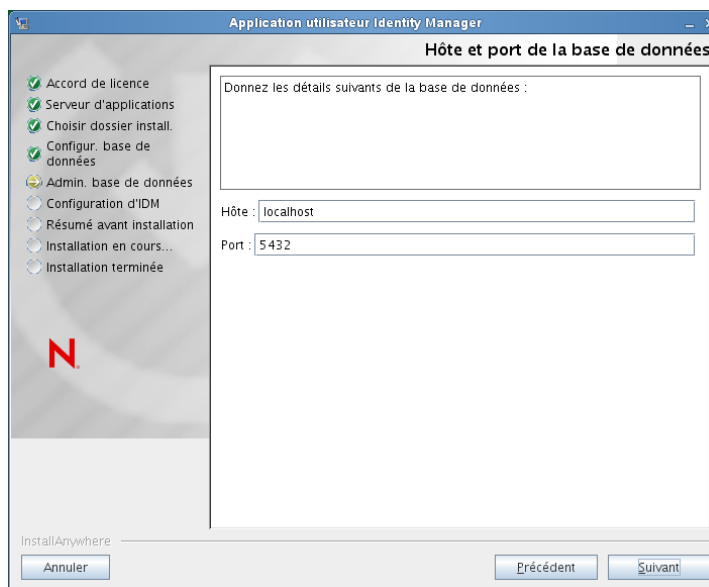 Application utilisateur Identity Manager
Hôte et port de la base de données
Accord de licence
Serveur d'applications
Choisir dossier install.
Configur. base de
données
Admin. base de données
Configuration d'IDM
Résumé avant installation
Installation en cours...
Installation terminée
N
Donnez les détails suivants de la base de données :
Hôte : localhost
Port : 5432
InstallAnywhere
Annuler
Précédent
Suivant